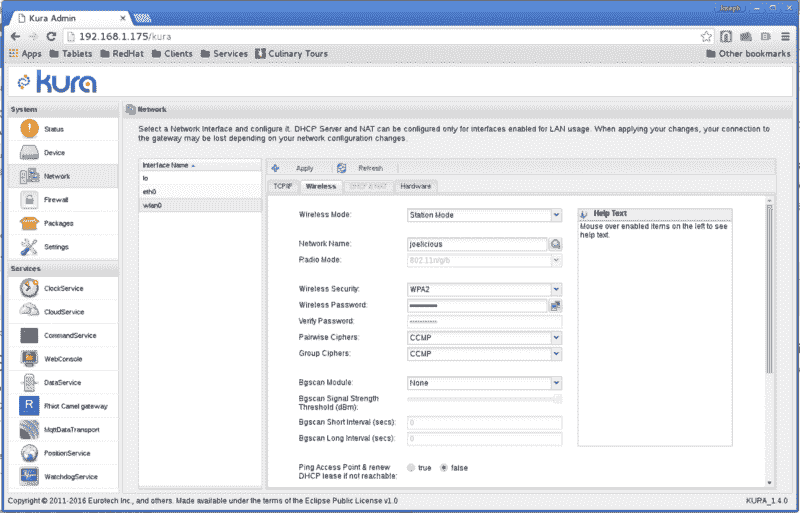 Kura Admin
192.168.1.175/kura
Apps Tablets RedHat Clients Services Culinary Tours Other bookmarks
kura
System
Status
Device
Network
Firewall
Packages
Settings
Services
ClockService
CloudService
CommandService
WebConsole
DataService
Rhiot Camel gateway
MqttDataTransport
PositionService
WatchdogService
Network
Select a Network Interface and configure it. DHCP Server and NAT can be configured only for interfaces enabled for LAN usage. When applying your changes, your connection
to the gateway may be lost depending on your network configuration changes.
Interface Name
lo
eth0
wlan0
Apply Refresh
TCP/IP Wireless DHCP & NAT Hardware
Wireless Mode: Station Mode
Network Name: joelicious
Radio Mode: 802.11n/g/b
Wireless Security: WPA2
Wireless Password:
Verify Password:
Pairwise Ciphers: CCMP
Group Ciphers: CCMP
Bgscan Module: None
Bgscan Signal Strength
Threshold (dBm):
Bgscan Short Interval (secs): 0
Bgscan Long Interval (secs): 0
Ping Access Point & renew
DHCP lease if not reachable: true false
Help Text
Mouse over enabled items on the left to see
help text.
Copyright © 2011-2016 Eurotech Inc., and others. Made available under the terms of the Eclipse Public License v1.0
KURA_1.4.0